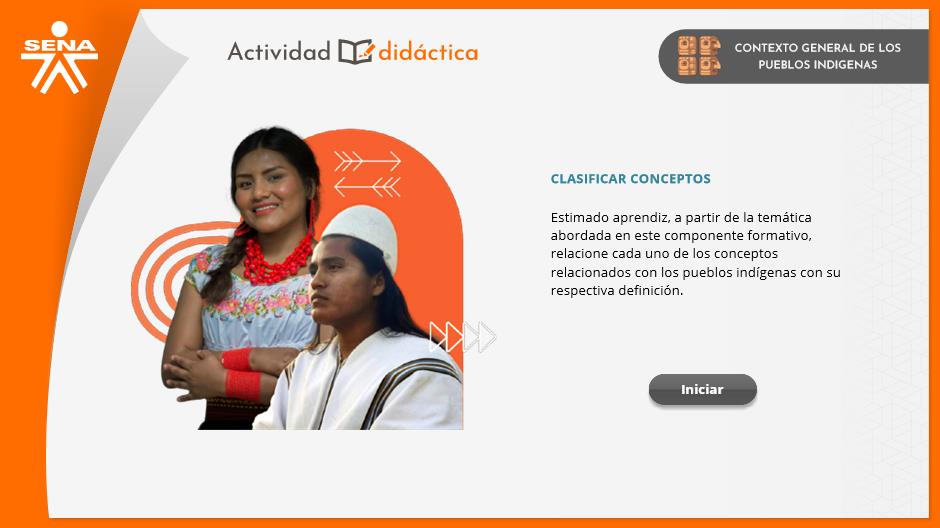 SENA
Actividad didáctica
CONTEXTO GENERAL DE LOS
PUEBLOS INDIGENAS
CLASIFICAR CONCEPTOS
Estimado aprendiz, a partir de la temática
abordada en este componente formativo,
relacione cada uno de los conceptos
relacionados con los pueblos indígenas con su
respectiva definición.
Iniciar